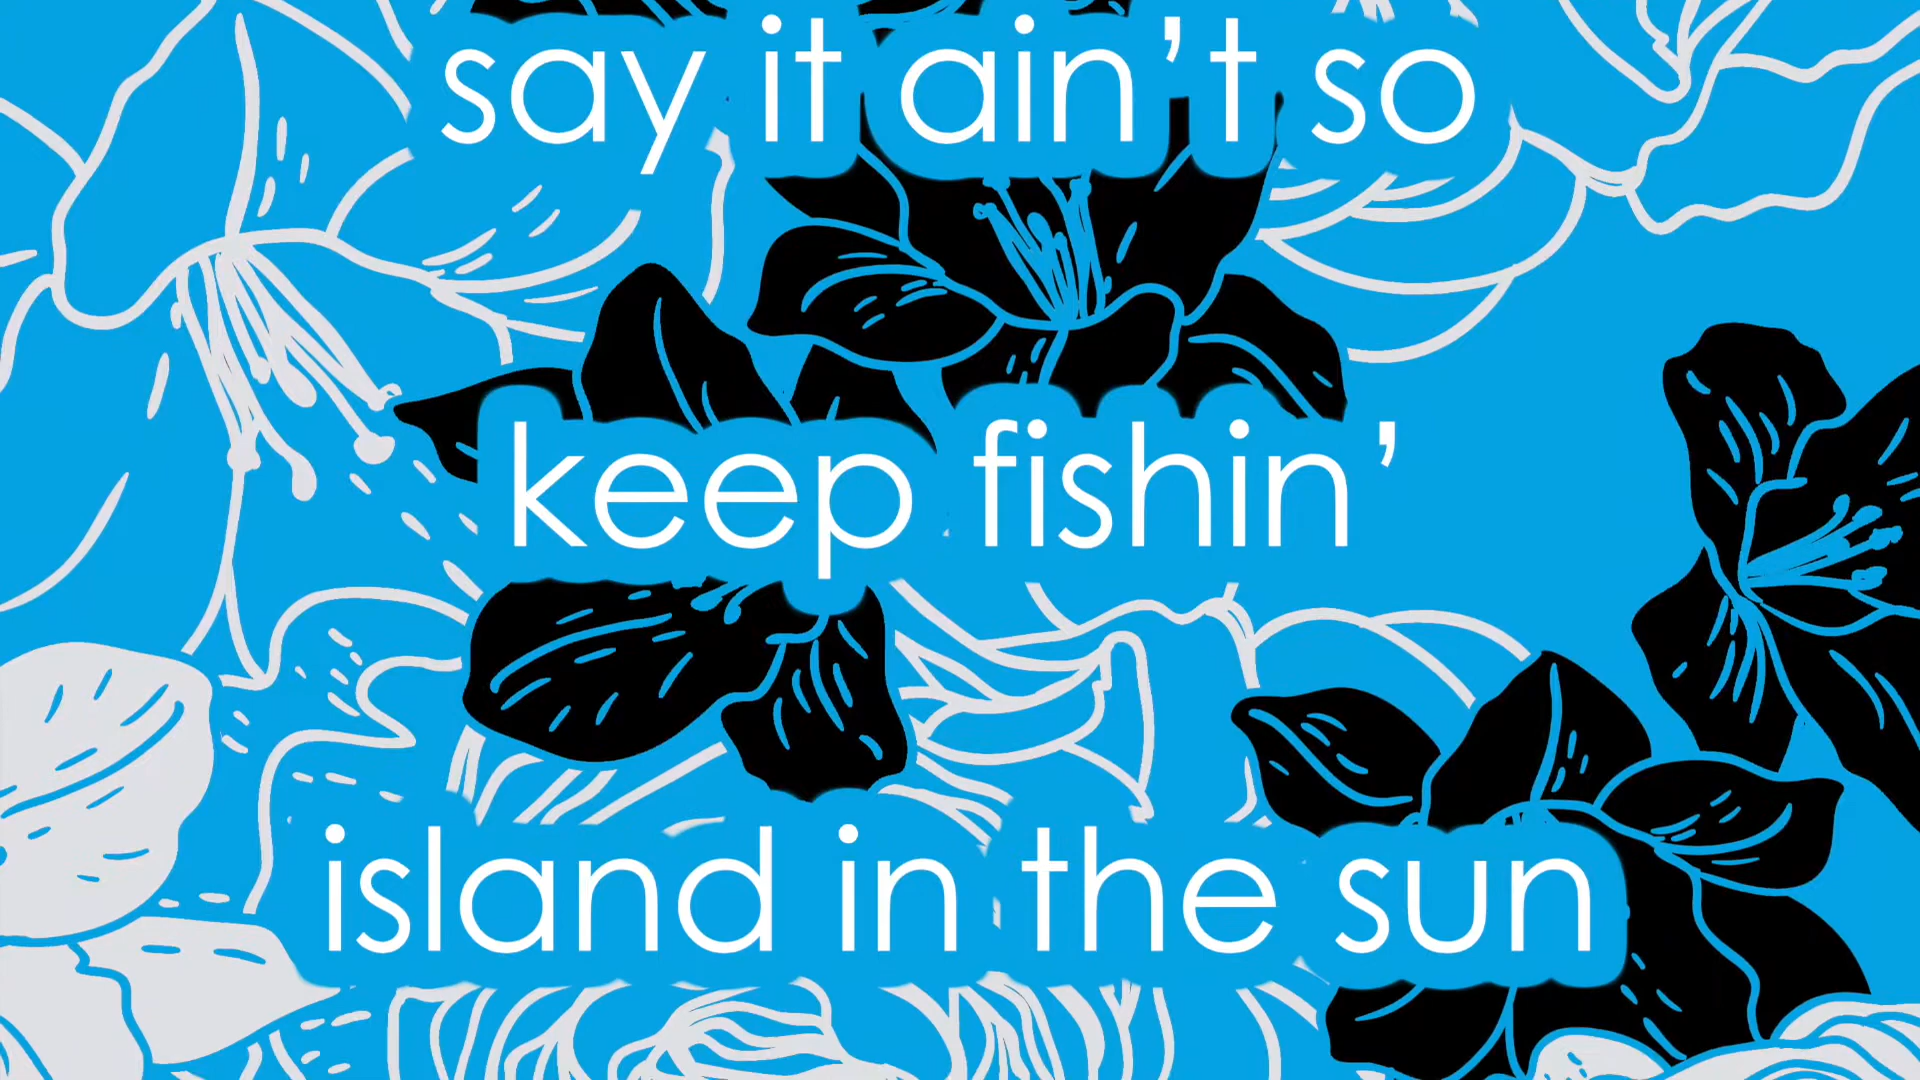 say it ain’t so
keep fishin’
island in the sun